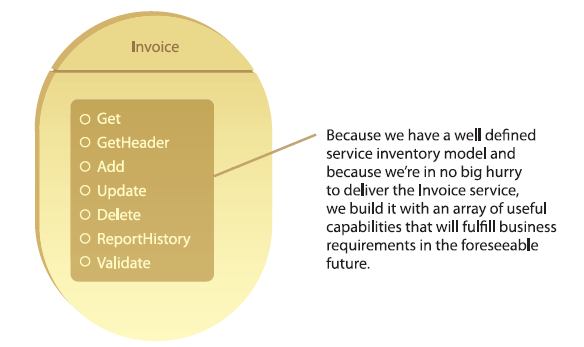 Invoice
Get
GetHeader
Add
Update
Delete
ReportHistory
Validate
Because we have a well defined
service inventory model and
because we're in no big hurry
to deliver the Invoice service,
we build it with an array of useful
capabilities that will fulfill business
requirements in the foreseeable
future.